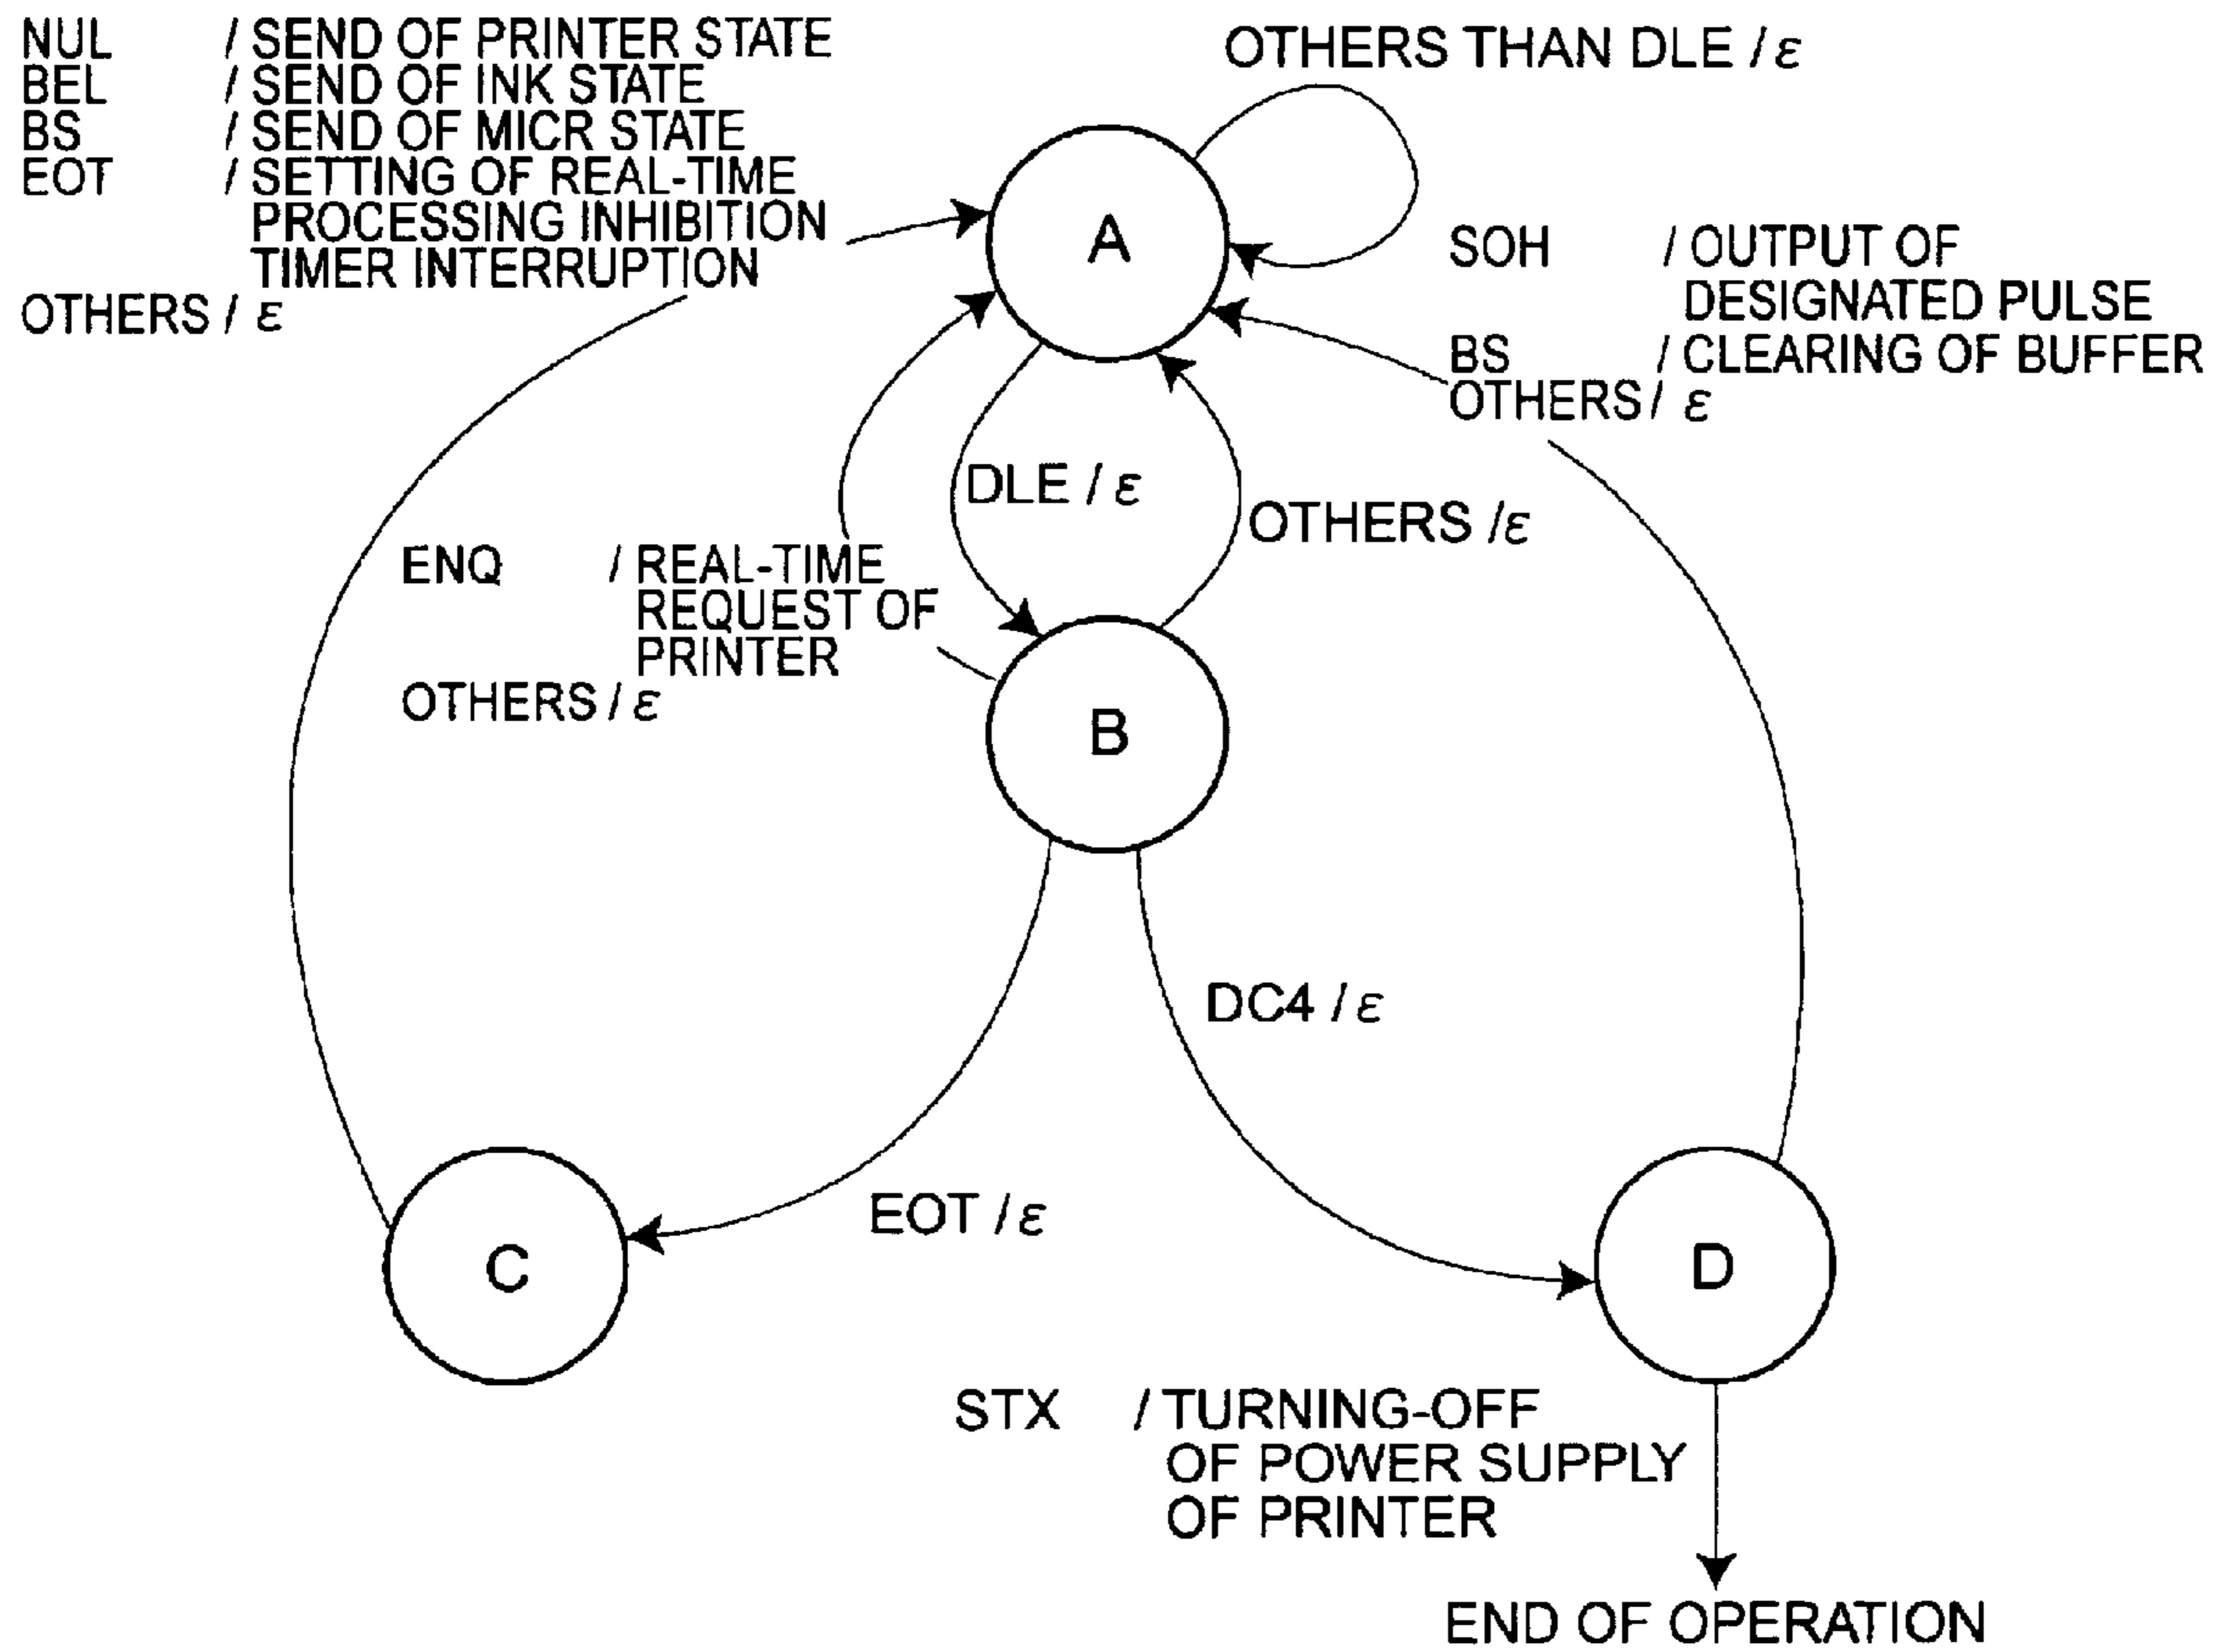 NUL / SEND OF PRINTER STATE
BEL / SEND OF INK STATE
BS / SEND OF MICR STATE
EOT / SETTING OF REAL-TIME
PROCESSING INHIBITION
TIMER INTERRUPTION
OTHERS / ε
OTHERS THAN DLE / ε
A
SOH / OUTPUT OF
DESIGNATED PULSE
BS / CLEARING OF BUFFER
OTHERS / ε
DLE / ε
OTHERS / ε
ENQ / REAL-TIME
REQUEST OF
PRINTER
OTHERS / ε
B
DC4 / ε
EOT / ε
C
D
STX / TURNING-OFF
OF POWER SUPPLY
OF PRINTER
END OF OPERATION